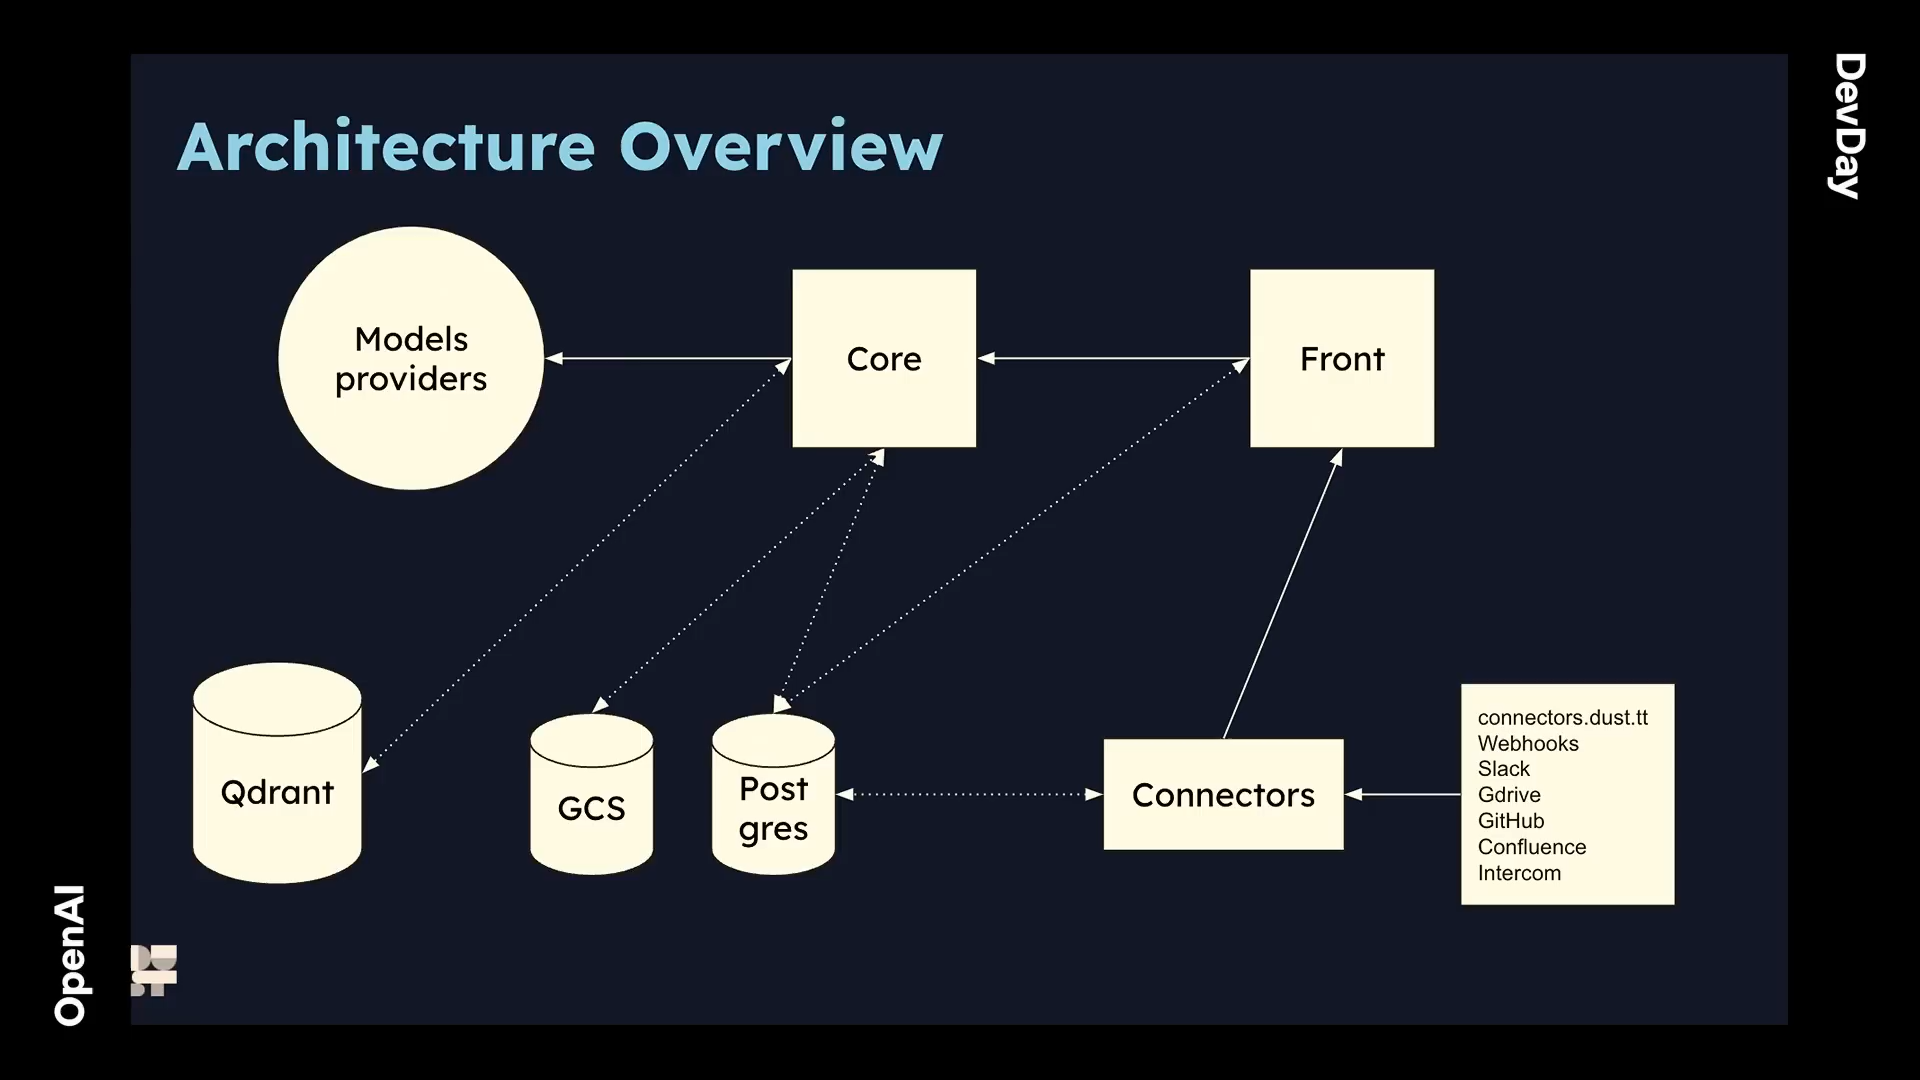 DevDay
Architecture Overview
Models
providers
Core
Front
Qdrant
GCS
Post
gres
Connectors
connectors.dust.tt
Webhooks
Slack
Gdrive
GitHub
Confluence
Intercom
OpenAI
DUST